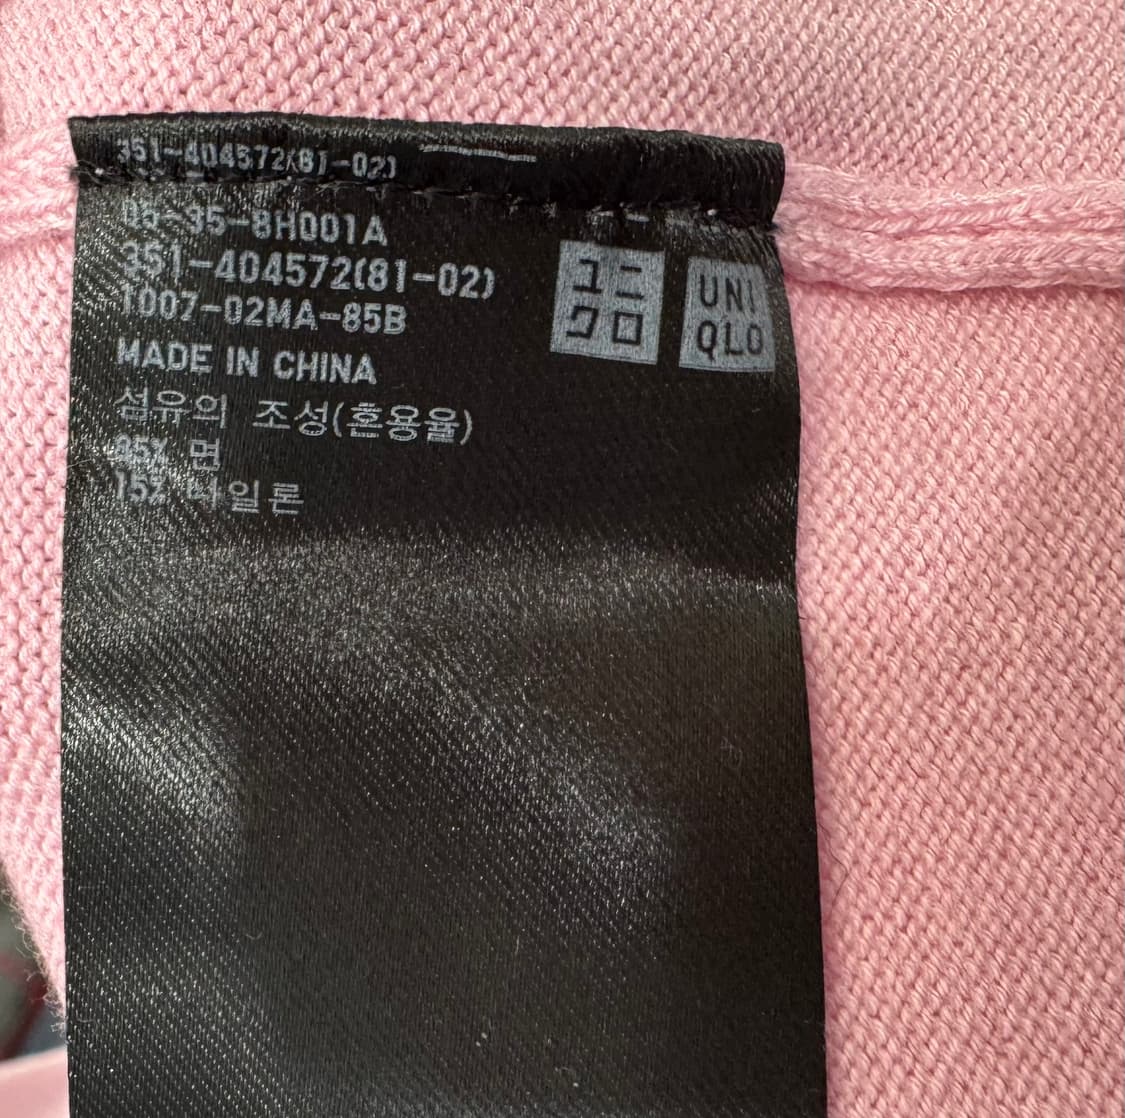 351-404572(81-02)
05-35-8H001A
351-404572(81-02)
1007-02MA-85B
MADE IN CHINA
섬유의 조성(혼용율)
85% 면
15% 나일론
ユニ
クロ
UNI
QLO